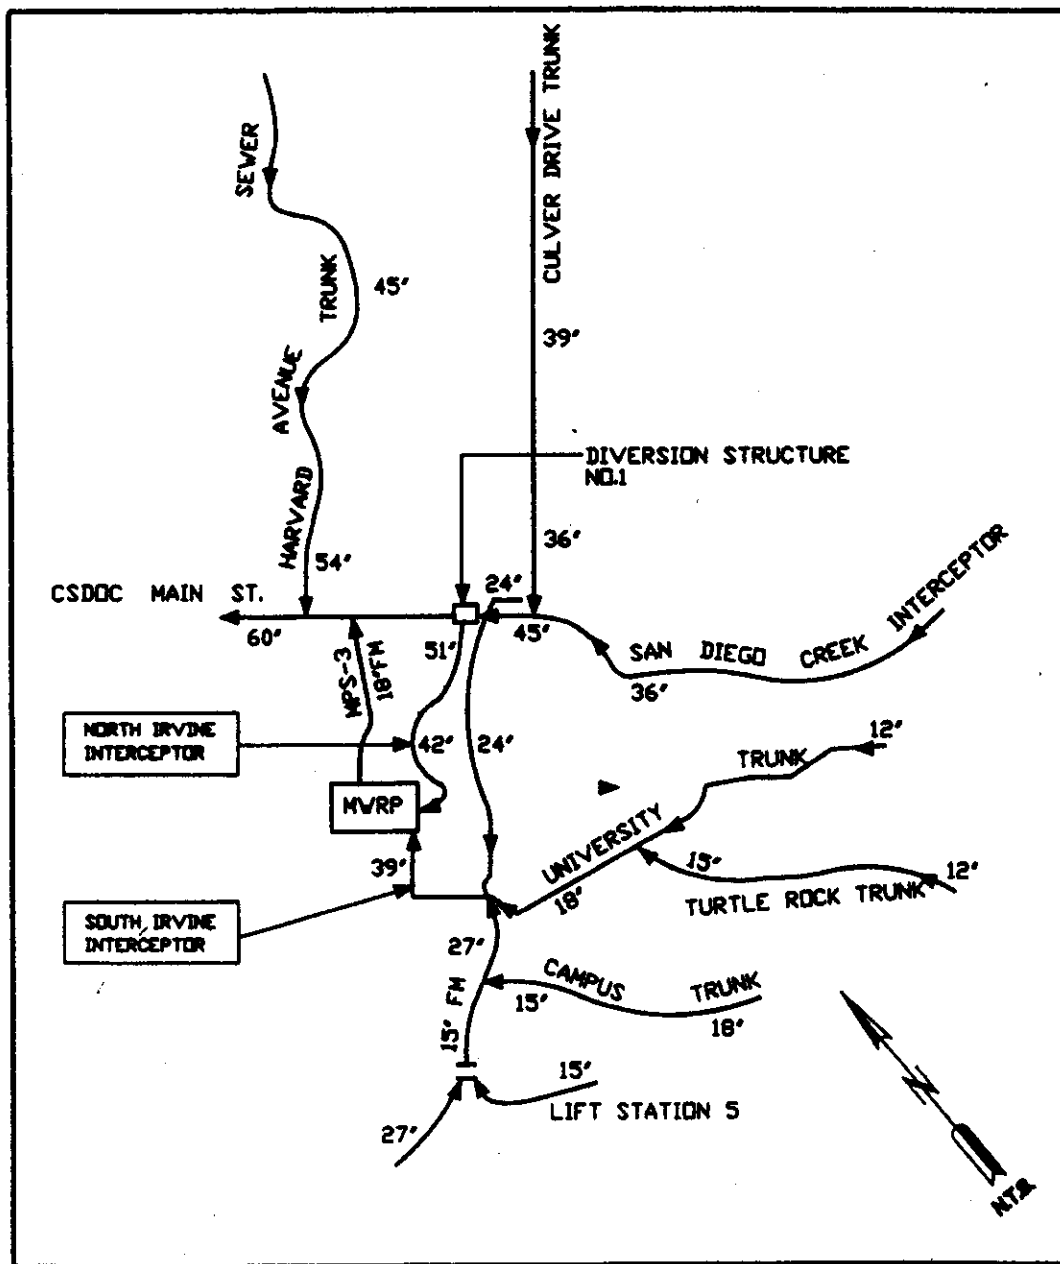 SEWER
TRUNK
AVENUE
HARVARD
45"
54"
CULVER DRIVE TRUNK
39"
36"
DIVERSION STRUCTURE
NO.1
CSDOC MAIN ST.
60"
24"
45"
51"
SAN DIEGO CREEK INTERCEPTOR
36"
MPS-3
18"FM
NORTH IRVINE
INTERCEPTOR
42"
24"
MWRP
39"
SOUTH IRVINE
INTERCEPTOR
UNIVERSITY TRUNK
12"
18"
15"
12"
TURTLE ROCK TRUNK
27"
CAMPUS TRUNK
15"
18"
15" FM
15"
LIFT STATION 5
27"
N
N.T.S.